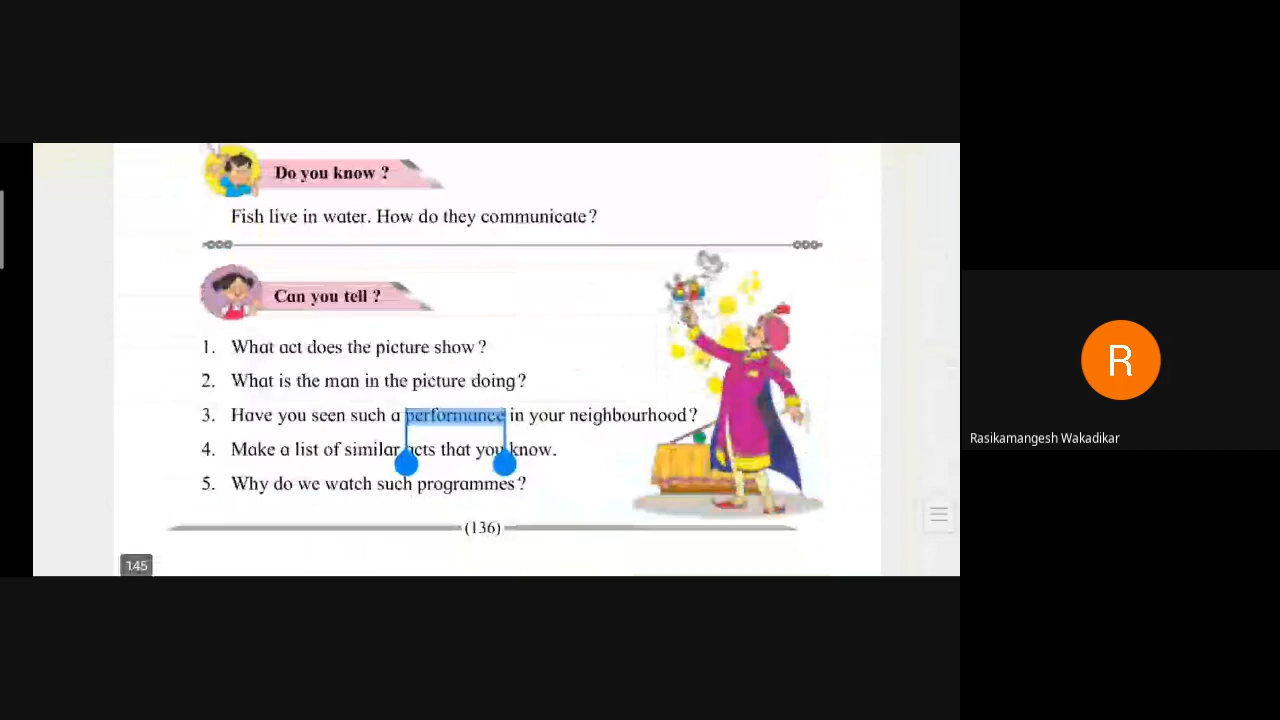 Do you know ?
Fish live in water. How do they communicate?
Can you tell ?
1. What act does the picture show?
2. What is the man in the picture doing?
3. Have you seen such a performance in your neighbourhood?
4. Make a list of similar acts that you know.
5. Why do we watch such programmes?
(136)
145
R
Rasikamangesh Wakadikar